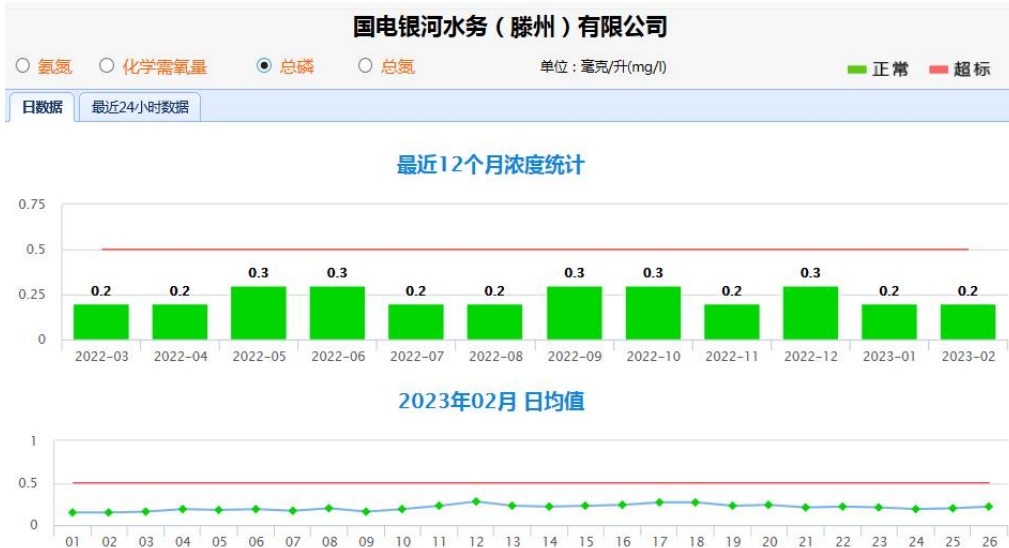 国电银河水务（滕州）有限公司
氨氮 化学需氧量 总磷 总氮 单位：毫克/升(mg/l) 正常 超标
日数据 最近24小时数据
最近12个月浓度统计
0.75
0.5
0.25
0
0.2 0.2 0.3 0.3 0.2 0.2 0.3 0.3 0.2 0.3 0.2 0.2
2022-03 2022-04 2022-05 2022-06 2022-07 2022-08 2022-09 2022-10 2022-11 2022-12 2023-01 2023-02
2023年02月 日均值
1
0.5
0
01 02 03 04 05 06 07 08 09 10 11 12 13 14 15 16 17 18 19 20 21 22 23 24 25 26